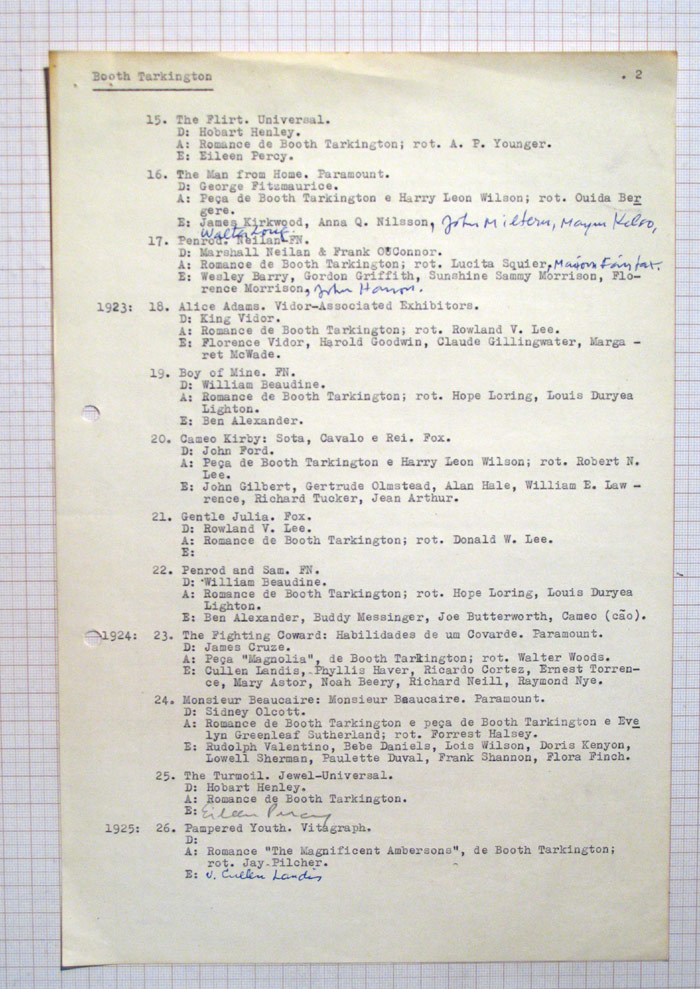 Booth Tarkington . 2
15. The Flirt. Universal.
D: Hobart Henley.
A: Romance de Booth Tarkington; rot. A. P. Younger.
E: Eileen Percy.
16. The Man from Home. Paramount.
D: George Fitzmaurice.
A: Peça de Booth Tarkington e Harry Leon Wilson; rot. Ouida Ber
gere.
E: James Kirkwood, Anna Q. Nilsson, John Miltern,
Walter Long.
17. Penrod. Neilan-FN.
D: Marshall Neilan & Frank O'Connor.
A: Romance de Booth Tarkington; rot. Lucita Squier,
E: Wesley Barry, Gordon Griffith, Sunshine Sammy Morrison, Flo-
rence Morrison, John Harron.
1923: 18. Alice Adams. Vidor-Associated Exhibitors.
D: King Vidor.
A: Romance de Booth Tarkington; rot. Rowland V. Lee.
E: Florence Vidor, Harold Goodwin, Claude Gillingwater, Marga -
ret McWade.
19. Boy of Mine. FN.
D: William Beaudine.
A: Romance de Booth Tarkington; rot. Hope Loring, Louis Duryea
Lighton.
E: Ben Alexander.
20. Cameo Kirby: Sota, Cavalo e Rei. Fox.
D: John Ford.
A: Peça de Booth Tarkington e Harry Leon Wilson; rot. Robert N.
Lee.
E: John Gilbert, Gertrude Olmstead, Alan Hale, William E. Law -
rence, Richard Tucker, Jean Arthur.
21. Gentle Julia. Fox.
D: Rowland V. Lee.
A: Romance de Booth Tarkington; rot. Donald W. Lee.
E:
22. Penrod and Sam. FN.
D: William Beaudine.
A: Romance de Booth Tarkington; rot. Hope Loring, Louis Duryea
Lighton.
E: Ben Alexander, Buddy Messinger, Joe Butterworth, Cameo (cão).
1924: 23. The Fighting Coward: Habilidades de um Covarde. Paramount.
D: James Cruze.
A: Peça "Magnolia", de Booth Tarkington; rot. Walter Woods.
E: Cullen Landis, Phyllis Haver, Ricardo Cortez, Ernest Torren-
ce, Mary Astor, Noah Beery, Richard Neill, Raymond Nye.
24. Monsieur Beaucaire: Monsieur Beaucaire. Paramount.
D: Sidney Olcott.
A: Romance de Booth Tarkington e peça de Booth Tarkington e Eve
lyn Greenleaf Sutherland; rot. Forrest Halsey.
E: Rudolph Valentino, Bebe Daniels, Lois Wilson, Doris Kenyon,
Lowell Sherman, Paulette Duval, Frank Shannon, Flora Finch.
25. The Turmoil. Jewel-Universal.
D: Hobart Henley.
A: Romance de Booth Tarkington.
E: Eileen Percy
1925: 26. Pampered Youth. Vitagraph.
D:
A: Romance "The Magnificent Ambersons", de Booth Tarkington;
rot. Jay Pilcher.
E: J. Cullen Landis